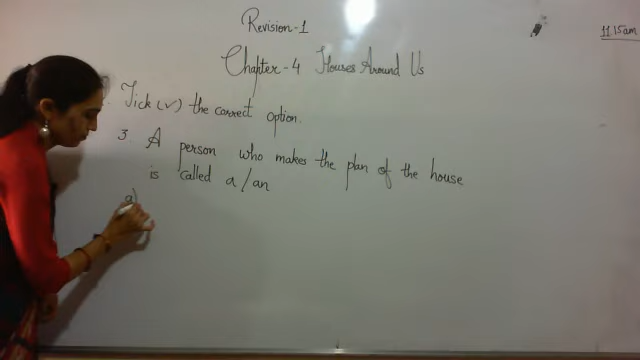 Revision-1
11 15am
Chapter-4 Houses Around Us
Tick (✓) the correct option.
3. A person who makes the plan of the house
is called a/an
a)